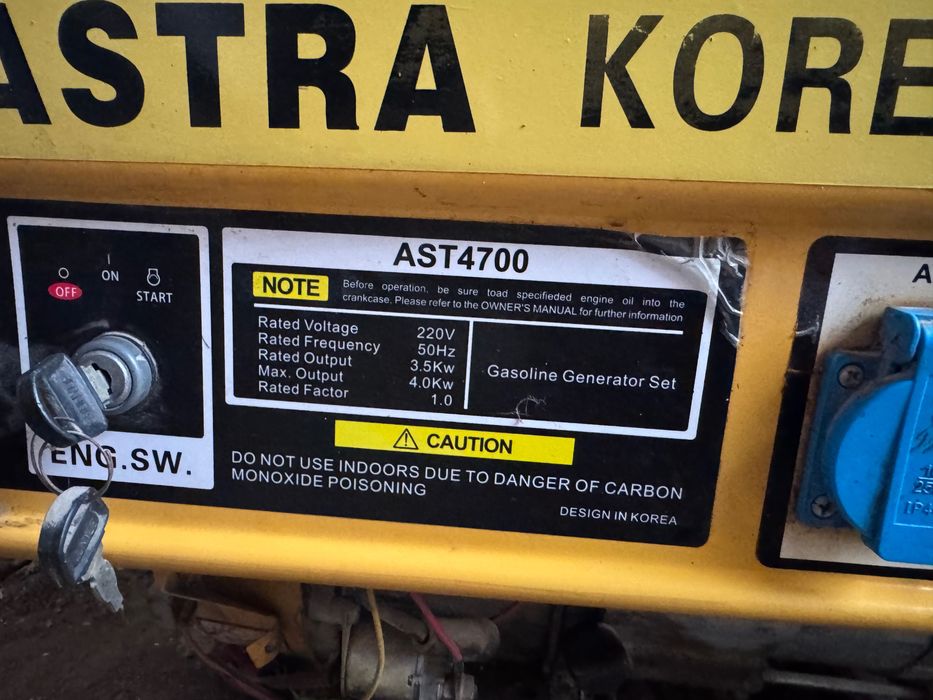 ASTRA KORE
AST4700
NOTE
Before operation, be sure toad specifieded engine oil into the
crankcase. Please refer to the OWNER'S MANUAL for further information
Rated Voltage 220V
Rated Frequency 50Hz
Rated Output 3.5Kw
Max. Output 4.0Kw
Rated Factor 1.0
Gasoline Generator Set
CAUTION
DO NOT USE INDOORS DUE TO DANGER OF CARBON
MONOXIDE POISONING
DESIGN IN KOREA
OFF
ON
START
ENG.SW.
A